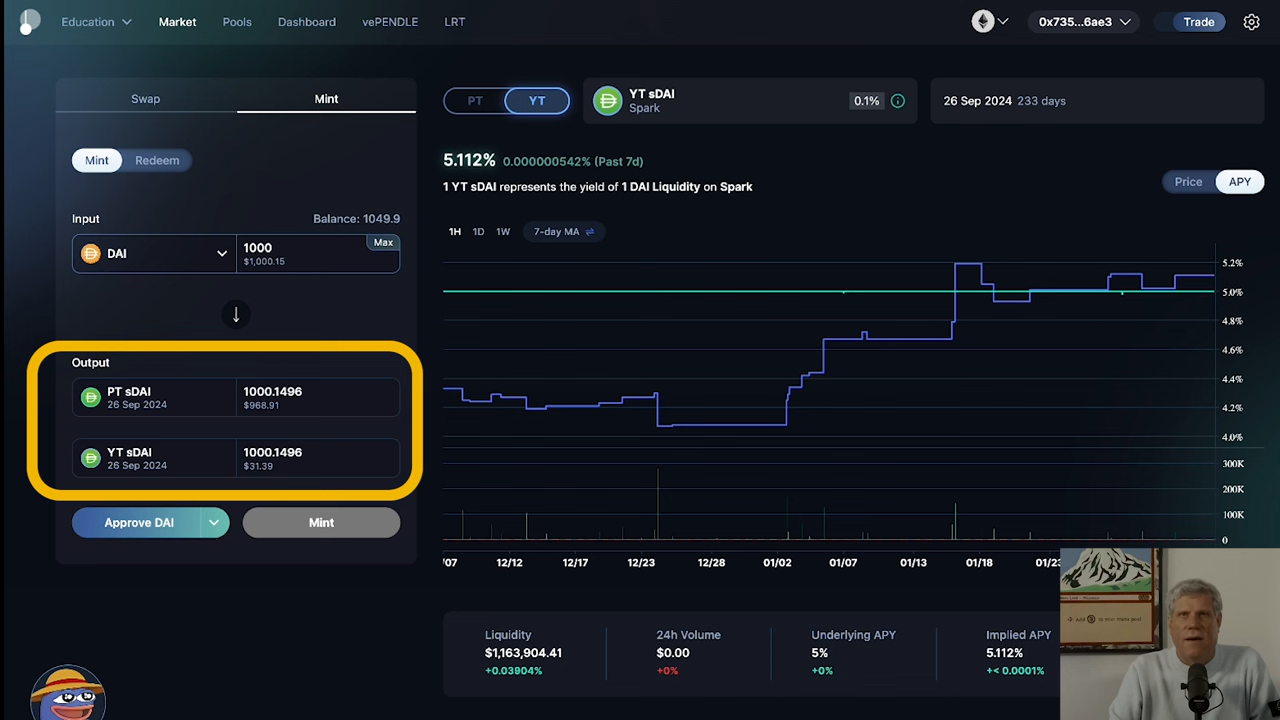 Education
Market
Pools
Dashboard
vePENDLE
LRT
0x735...6ae3
Trade
Swap
Mint
Mint
Redeem
Input
Balance: 1049.9
DAI
1000
$1,000.15
Max
Output
PT sDAI
26 Sep 2024
1000.1496
$968.91
YT sDAI
26 Sep 2024
1000.1496
$31.39
Approve DAI
Mint
PT
YT
YT sDAI
Spark
0.1%
26 Sep 2024 233 days
5.112% 0.000000542% (Past 7d)
1 YT sDAI represents the yield of 1 DAI Liquidity on Spark
Price
APY
1H
1D
1W
7-day MA
5.2%
5.0%
4.8%
4.6%
4.4%
4.2%
4.0%
300K
200K
100K
0
/07
12/12
12/17
12/23
12/28
01/02
01/07
01/13
01/18
01/23
Liquidity
$1,163,904.41
+0.03904%
24h Volume
$0.00
+0%
Underlying APY
5%
+0%
Implied APY
5.112%
+< 0.0001%